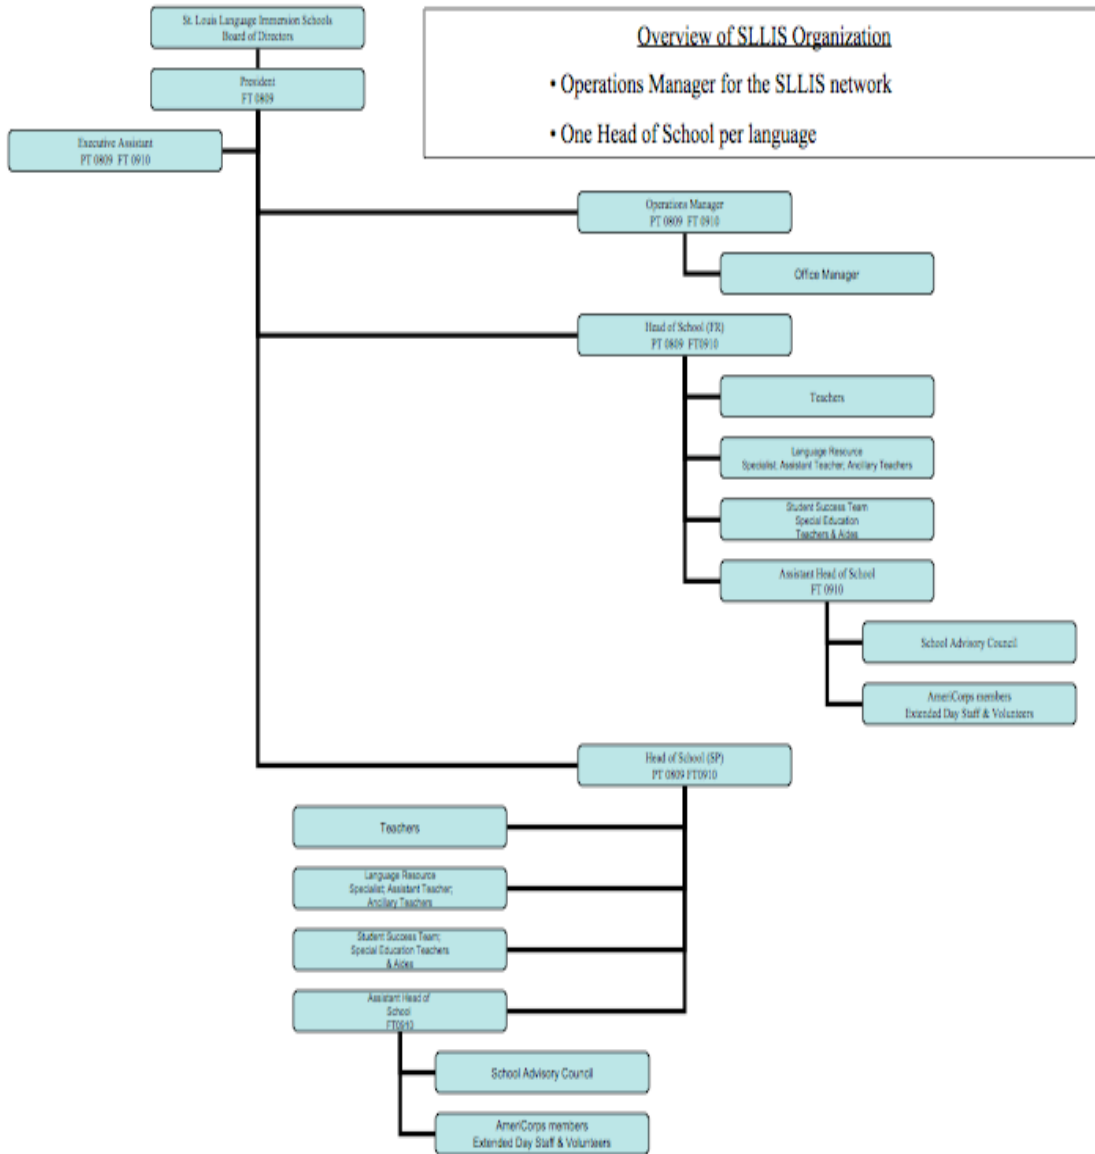 St. Louis Language Immersion Schools
Board of Directors
President
FT 0809
Executive Assistant
PT 0809 FT 0910
Overview of SLLIS Organization
• Operations Manager for the SLLIS network
• One Head of School per language
Operations Manager
PT 0809 FT 0910
Office Manager
Head of School (FR)
PT 0809 FT0910
Teachers
Language Resource
Specialist; Assistant Teacher; Ancillary Teachers
Student Success Team
Special Education
Teachers & Aides
Assistant Head of School
FT 0910
School Advisory Council
AmeriCorps members
Extended Day Staff & Volunteers
Head of School (SP)
PT 0809 FT0910
Teachers
Language Resource
Specialist; Assistant Teacher;
Ancillary Teachers
Student Success Team;
Special Education Teachers
& Aides
Assistant Head of
School
FT0910
School Advisory Council
AmeriCorps members
Extended Day Staff & Volunteers